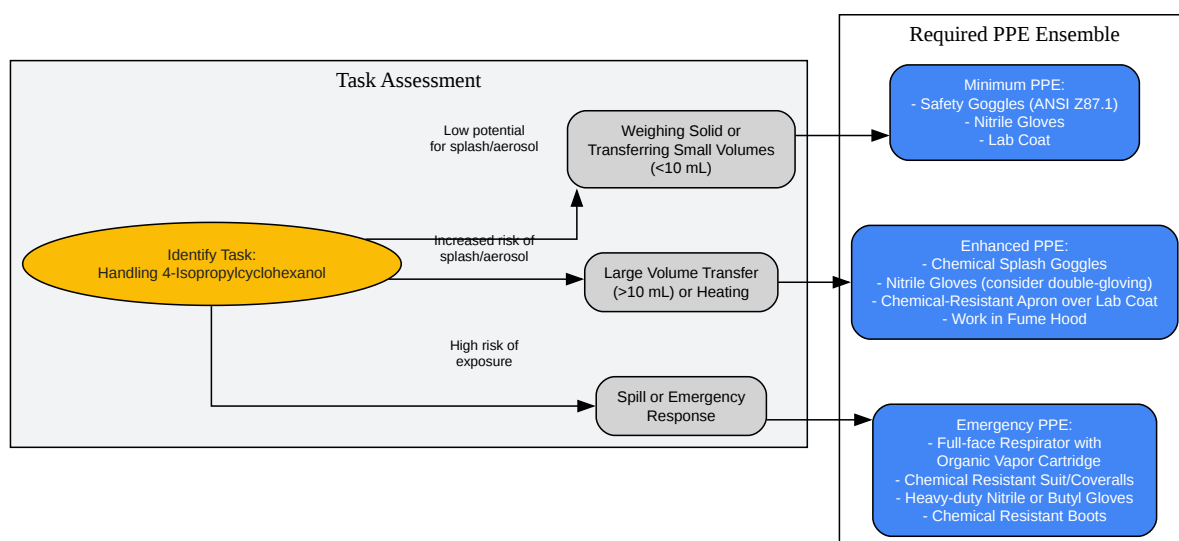 Required PPE Ensemble
Task Assessment
Identify Task:
Handling 4-Isopropylcyclohexanol
Low potential
for splash/aerosol
Weighing Solid or
Transferring Small Volumes
(<10 mL)
Minimum PPE:
- Safety Goggles (ANSI Z87.1)
- Nitrile Gloves
- Lab Coat
Increased risk of
splash/aerosol
Large Volume Transfer
(>10 mL) or Heating
Enhanced PPE:
- Chemical Splash Goggles
- Nitrile Gloves (consider double-gloving)
- Chemical-Resistant Apron over Lab Coat
- Work in Fume Hood
High risk of
exposure
Spill or Emergency
Response
Emergency PPE:
- Full-face Respirator with
Organic Vapor Cartridge
- Chemical Resistant Suit/Coveralls
- Heavy-duty Nitrile or Butyl Gloves
- Chemical Resistant Boots